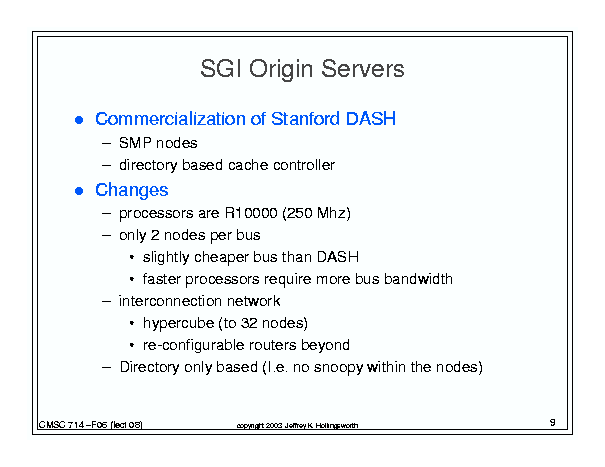 SGI Origin Servers
● Commercialization of Stanford DASH
– SMP nodes
– directory based cache controller
● Changes
– processors are R10000 (250 Mhz)
– only 2 nodes per bus
• slightly cheaper bus than DASH
• faster processors require more bus bandwidth
– interconnection network
• hypercube (to 32 nodes)
• re-configurable routers beyond
– Directory only based (I.e. no snoopy within the nodes)
CMSC 714 –F06 (lect 08)
copyright 2003 Jeffrey K. Hollingsworth
9